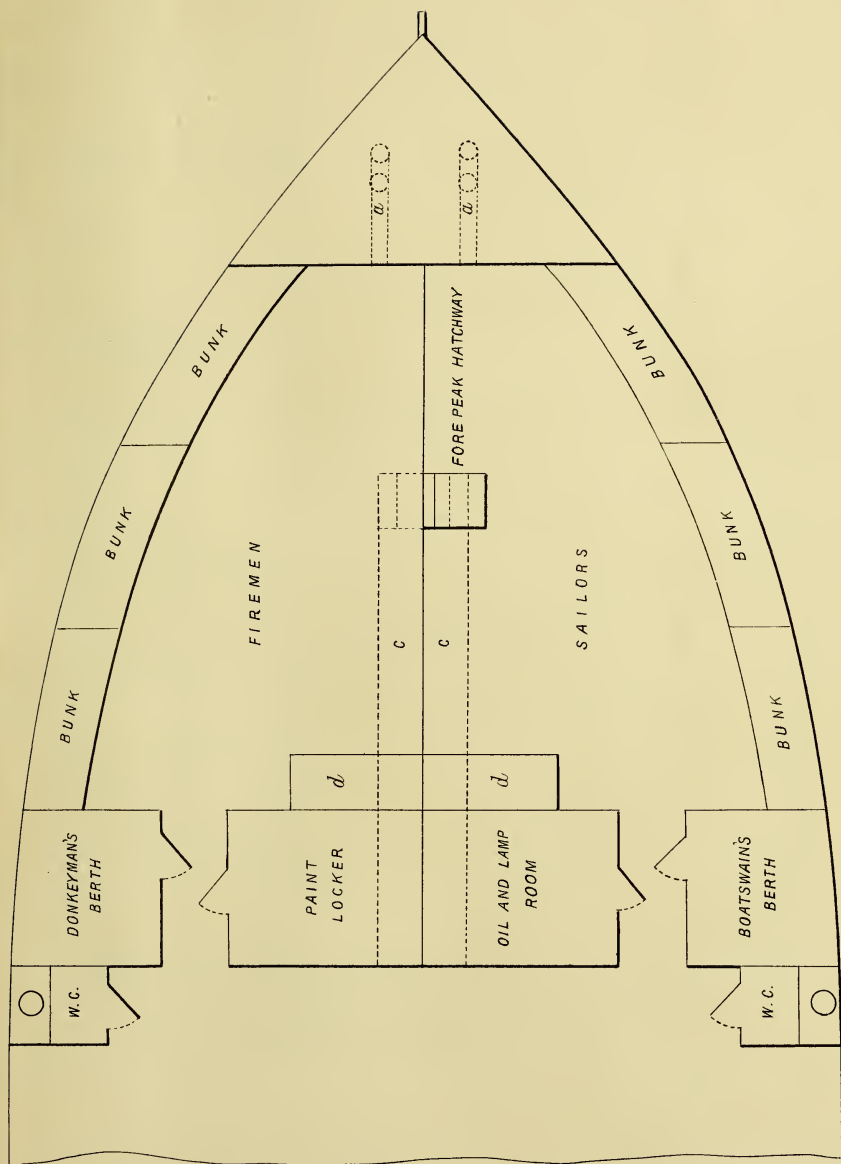 a
a
BUNK
BUNK
BUNK
BUNK
BUNK
BUNK
FORE PEAK HATCHWAY
FIREMEN
SAILORS
c
c
d
d
DONKEYMAN'S
BERTH
PAINT
LOCKER
OIL AND LAMP
ROOM
BOATSWAIN'S
BERTH
W.C.
W.C.